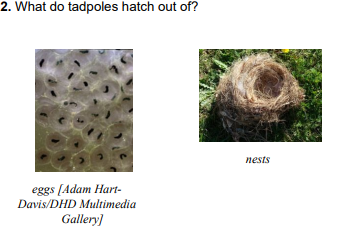 2. What do tadpoles hatch out of?
eggs [Adam Hart-
Davis/DHD Multimedia
Gallery]
nests